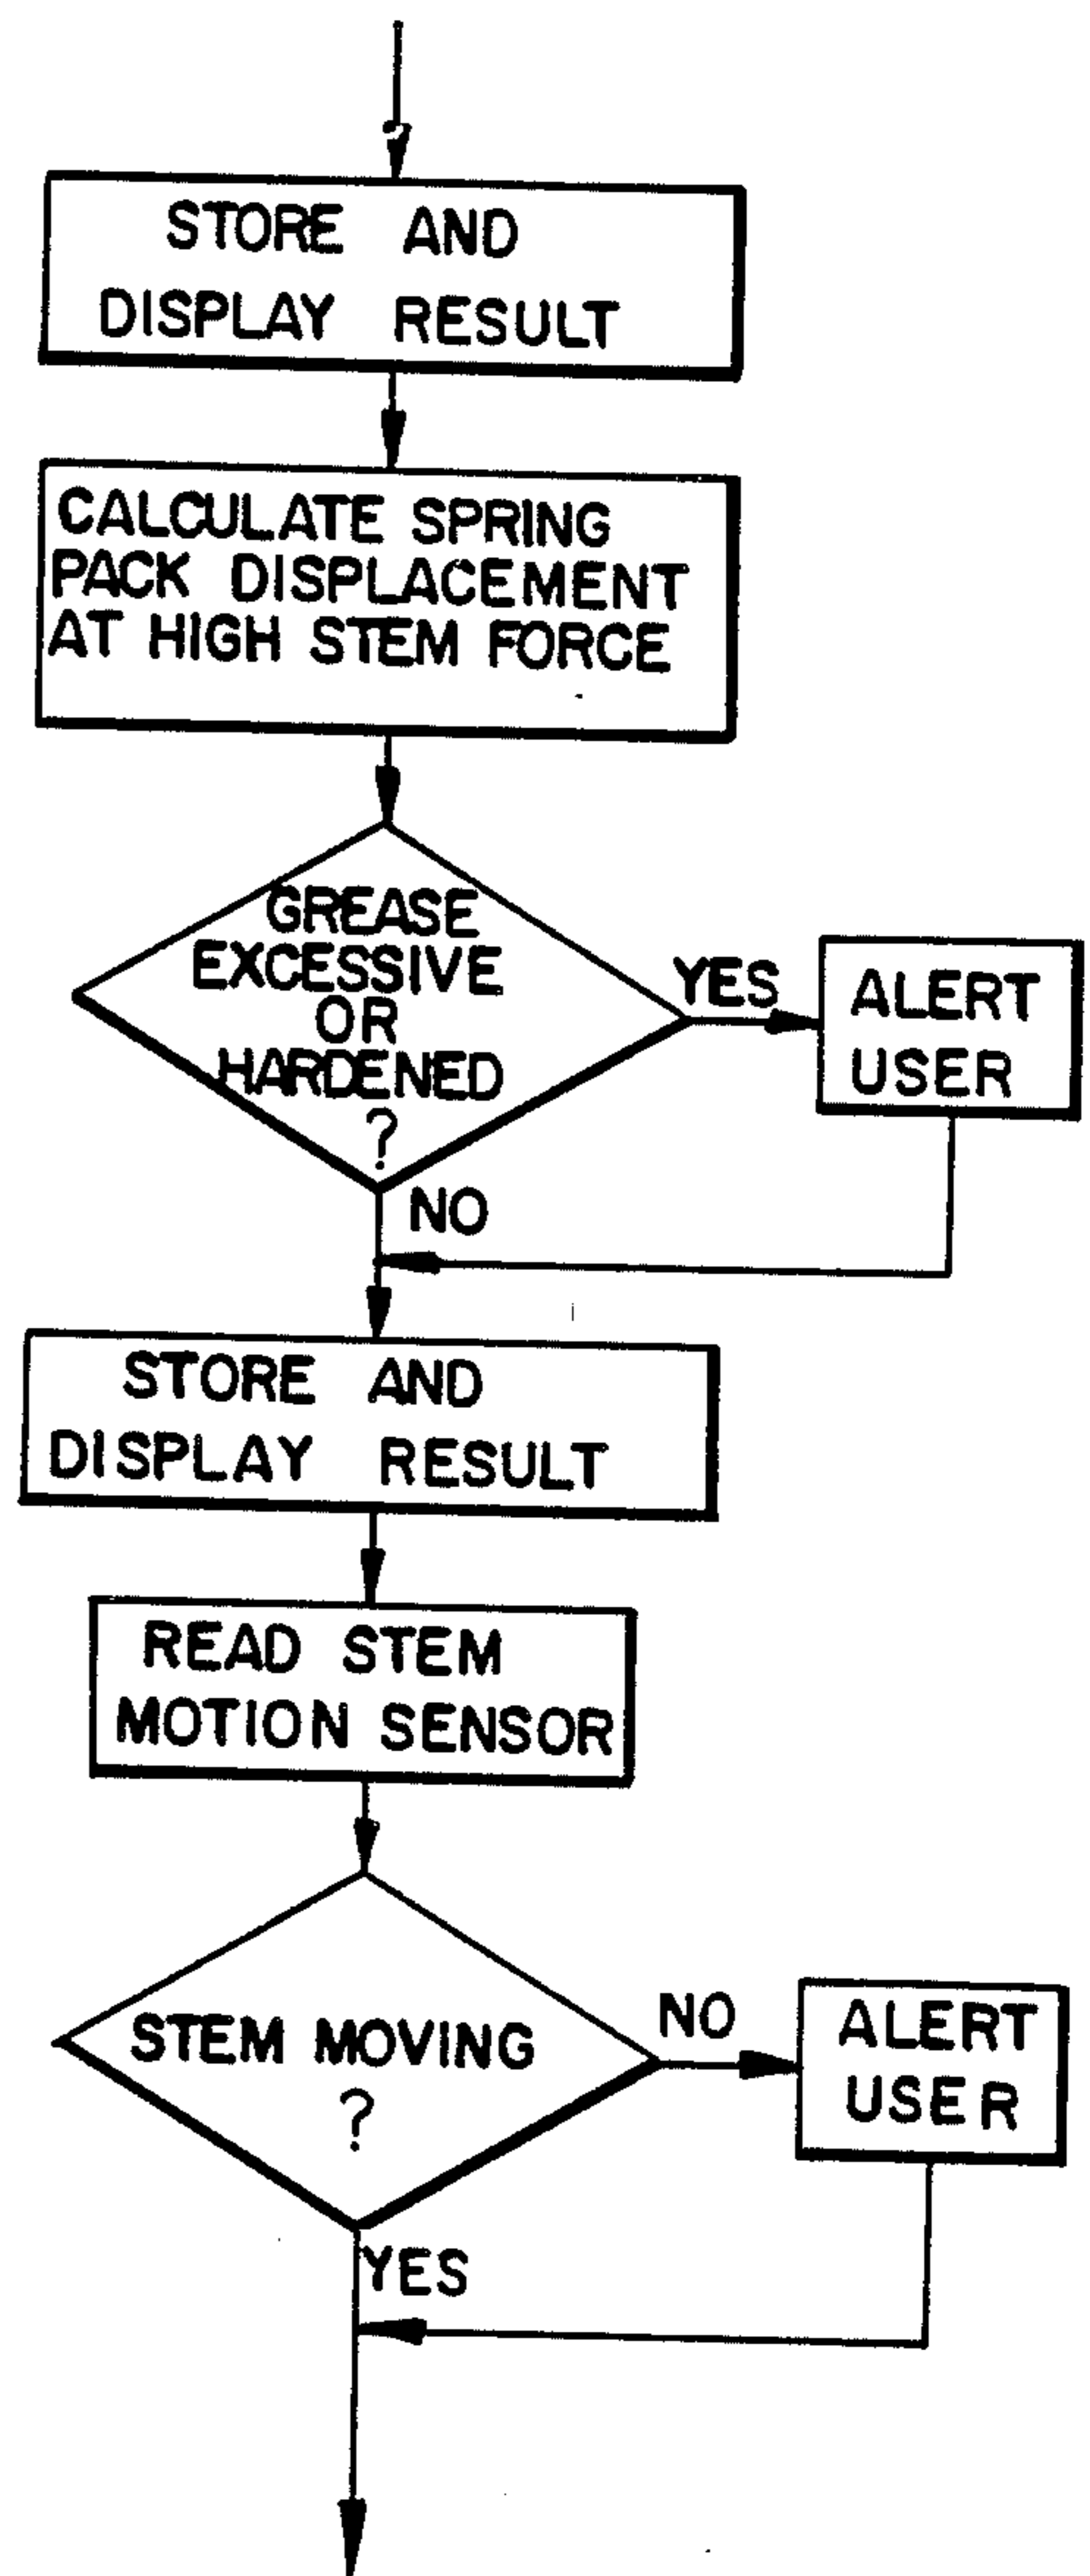 STORE AND
DISPLAY RESULT
CALCULATE SPRING
PACK DISPLACEMENT
AT HIGH STEM FORCE
GREASE
EXCESSIVE
OR
HARDENED
?
YES
ALERT
USER
NO
STORE AND
DISPLAY RESULT
READ STEM
MOTION SENSOR
STEM MOVING
?
NO
ALERT
USER
YES